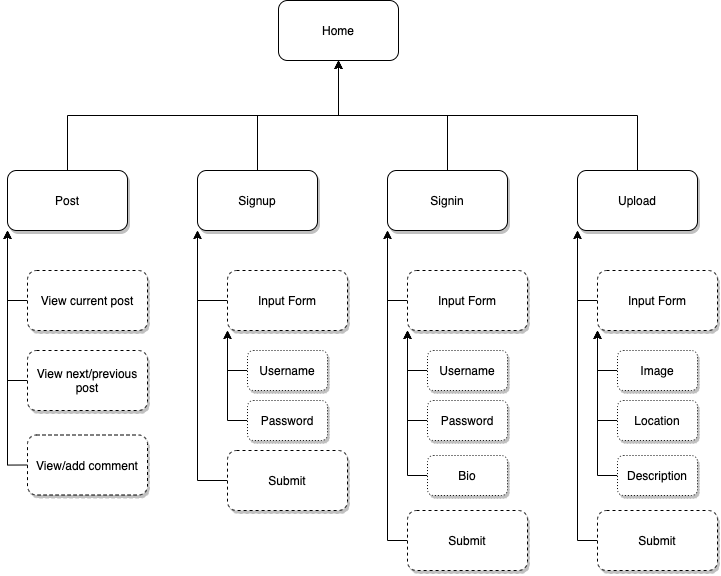 Home
Post
Signup
Signin
Upload
View current post
Input Form
Input Form
Input Form
View next/previous
post
Username
Username
Image
Password
Password
Location
View/add comment
Submit
Bio
Description
Submit
Submit